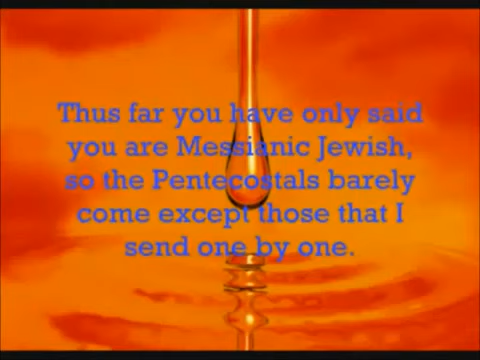 Thus far you have only said
you are Messianic Jewish,
so the Pentecostals barely
come except those that I
send one by one.